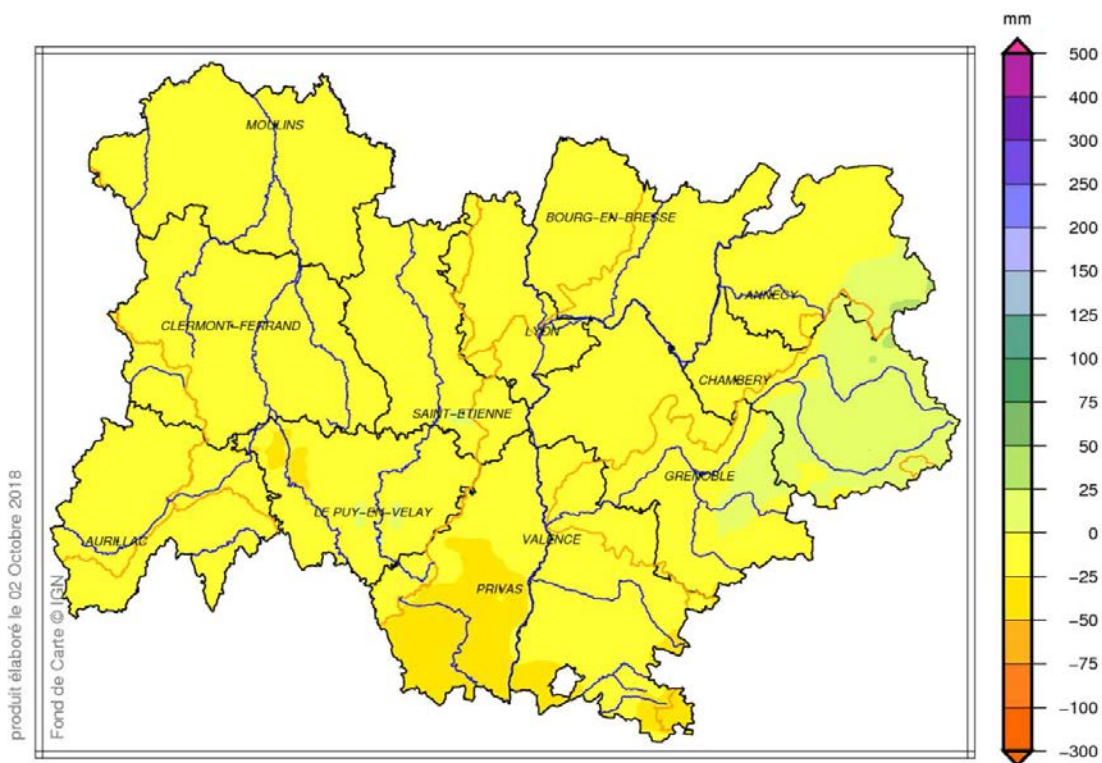 mm
500
400
300
250
200
150
125
100
75
50
25
0
-25
-50
-75
-100
-300
MOULINS
BOURG-EN-BRESSE
ANNECY
CLERMONT-FERRAND
LYON
CHAMBERY
SAINT-ETIENNE
GRENOBLE
LE PUY-EN-VELAY
AURILLAC
VALENCE
PRIVAS
produit élaboré le 02 Octobre 2018
Fond de Carte © IGN